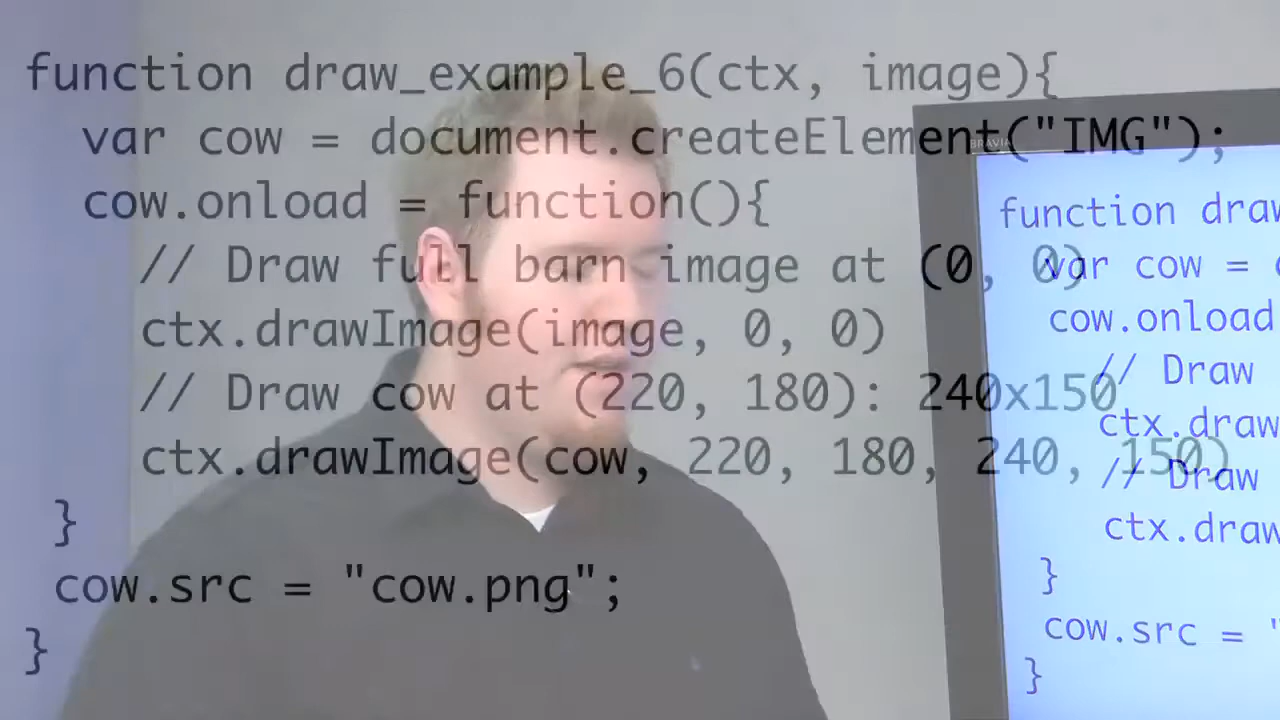 function draw_example_6(ctx, image){
var cow = document.createElement("IMG");
cow.onload = function(){
// Draw full barn image at (0, 0)
ctx.drawImage(image, 0, 0)
// Draw cow at (220, 180): 240x150
ctx.drawImage(cow, 220, 180, 240, 150)
}
cow.src = "cow.png";
}
BRAVIA
function draw
var cow = c
cow.onload
// Draw
ctx.draw
// Draw
ctx.draw
}
cow.src = "
}